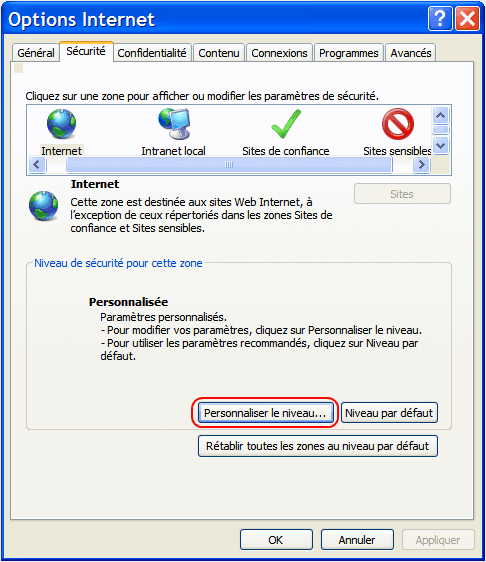 Options Internet
Général Sécurité Confidentialité Contenu Connexions Programmes Avancés
Cliquez sur une zone pour afficher ou modifier les paramètres de sécurité.
Internet Intranet local Sites de confiance Sites sensibles
Internet
Sites
Cette zone est destinée aux sites Web Internet, à
l'exception de ceux répertoriés dans les zones Sites de
confiance et Sites sensibles.
Niveau de sécurité pour cette zone
Personnalisée
Paramètres personnalisés.
- Pour modifier vos paramètres, cliquez sur Personnaliser le niveau.
- Pour utiliser les paramètres recommandés, cliquez sur Niveau par
défaut.
Personnaliser le niveau... Niveau par défaut
Rétablir toutes les zones au niveau par défaut
OK Annuler Appliquer